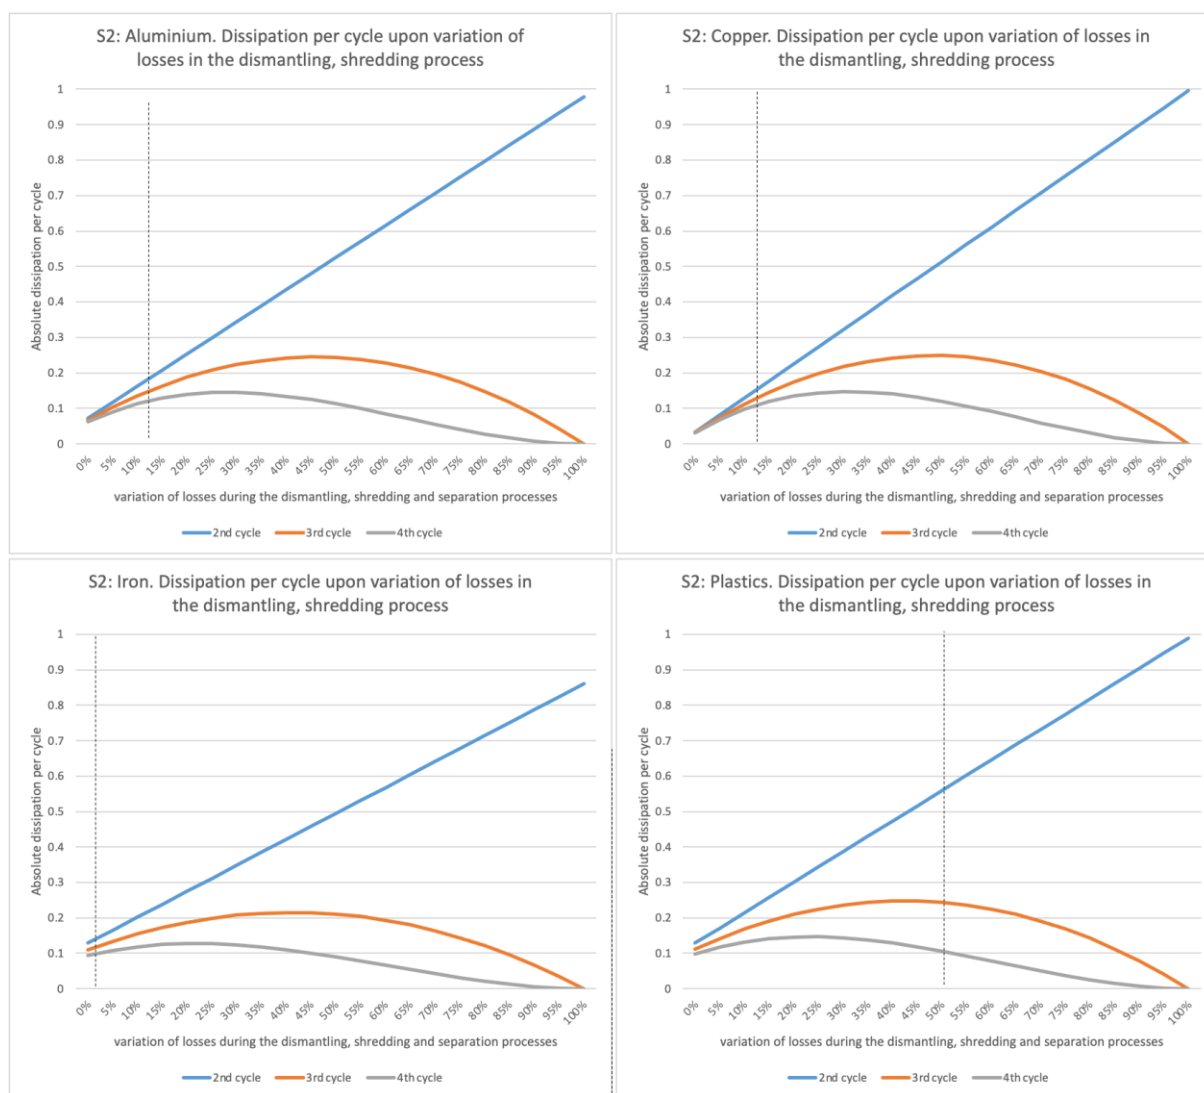 S2: Aluminium. Dissipation per cycle upon variation of
losses in the dismantling, shredding process
Absolute dissipation per cycle
1
0.9
0.8
0.7
0.6
0.5
0.4
0.3
0.2
0.1
0
0% 5% 10% 15% 20% 25% 30% 35% 40% 45% 50% 55% 60% 65% 70% 75% 80% 85% 90% 95% 100%
variation of losses during the dismantling, shredding and separation processes
2nd cycle 3rd cycle 4th cycle
S2: Copper. Dissipation per cycle upon variation of losses in
the dismantling, shredding process
Absolute dissipation per cycle
1
0.9
0.8
0.7
0.6
0.5
0.4
0.3
0.2
0.1
0
0% 5% 10% 15% 20% 25% 30% 35% 40% 45% 50% 55% 60% 65% 70% 75% 80% 85% 90% 95% 100%
variation of losses during the dismantling, shredding and separation processes
2nd cycle 3rd cycle 4th cycle
S2: Iron. Dissipation per cycle upon variation of losses in
the dismantling, shredding process
Absolute dissipation per cycle
1
0.9
0.8
0.7
0.6
0.5
0.4
0.3
0.2
0.1
0
0% 5% 10% 15% 20% 25% 30% 35% 40% 45% 50% 55% 60% 65% 70% 75% 80% 85% 90% 95% 100%
variation of losses during the dismantling, shredding and separation processes
2nd cycle 3rd cycle 4th cycle
S2: Plastics. Dissipation per cycle upon variation of losses in
the dismantling, shredding process
Absolute dissipation per cycle
1
0.9
0.8
0.7
0.6
0.5
0.4
0.3
0.2
0.1
0
0% 5% 10% 15% 20% 25% 30% 35% 40% 45% 50% 55% 60% 65% 70% 75% 80% 85% 90% 95% 100%
variation of losses during the dismantling, shredding and separation processes
2nd cycle 3rd cycle 4th cycle